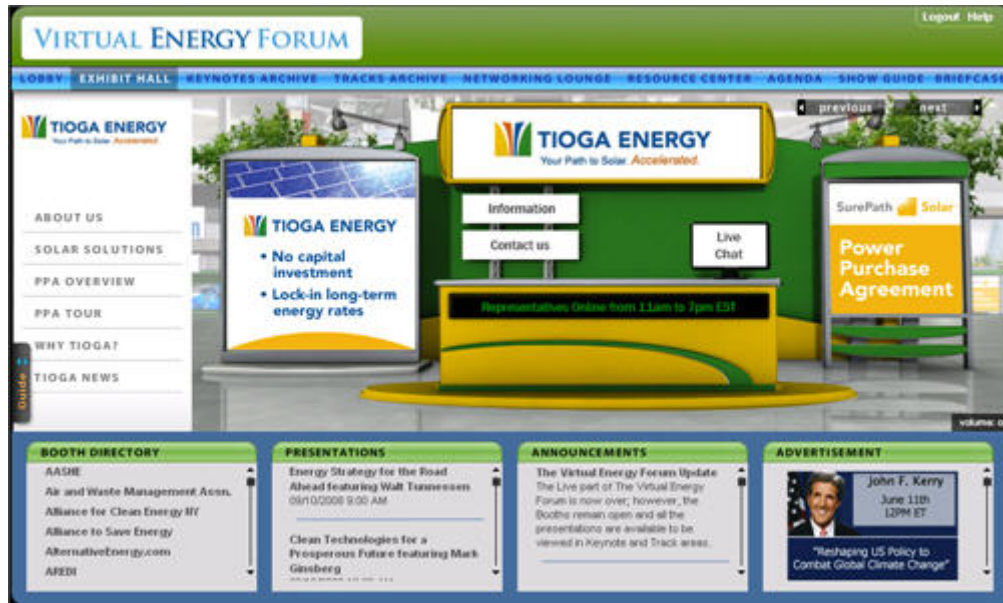 Logout Help
VIRTUAL ENERGY FORUM
LOBBY EXHIBIT HALL KEYNOTES ARCHIVE TRACKS ARCHIVE NETWORKING LOUNGE RESOURCE CENTER AGENDA SHOW GUIDE BRIEFCAS
previous next
TIOGA ENERGY
Your Path to Solar. Accelerated.
ABOUT US
SOLAR SOLUTIONS
PPA OVERVIEW
PPA TOUR
WHY TIOGA?
TIOGA NEWS
Guide
TIOGA ENERGY
• No capital
investment
• Lock-in long-term
energy rates
TIOGA ENERGY
Your Path to Solar. Accelerated.
Information
Contact us
Live
Chat
Representatives Online from 11am to 7pm EST
SurePath Solar
Power
Purchase
Agreement
volume: o
BOOTH DIRECTORY
AASHE
Air and Waste Management Assn.
Alliance for Clean Energy NY
Alliance to Save Energy
AlternativeEnergy.com
AREDI
PRESENTATIONS
Energy Strategy for the Road
Ahead featuring Walt Tunnessen
09/10/2008 9:00 AM
Clean Technologies for a
Prosperous Future featuring Mark
Ginsberg
ANNOUNCEMENTS
The Virtual Energy Forum Update
The Live part of The Virtual Energy
Forum is now over; however, the
Booths remain open and all the
presentations are available to be
viewed in Keynote and Track areas.
ADVERTISEMENT
John F. Kerry
June 11th
12PM ET
"Reshaping US Policy to
Combat Global Climate Change"